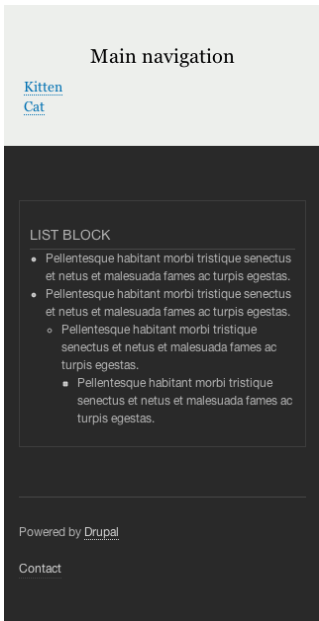 Main navigation
Kitten
Cat
LIST BLOCK
Pellentesque habitant morbi tristique senectus
et netus et malesuada fames ac turpis egestas.
Pellentesque habitant morbi tristique senectus
et netus et malesuada fames ac turpis egestas.
Pellentesque habitant morbi tristique
senectus et netus et malesuada fames ac
turpis egestas.
Pellentesque habitant morbi tristique
senectus et netus et malesuada fames ac
turpis egestas.
Powered by Drupal
Contact